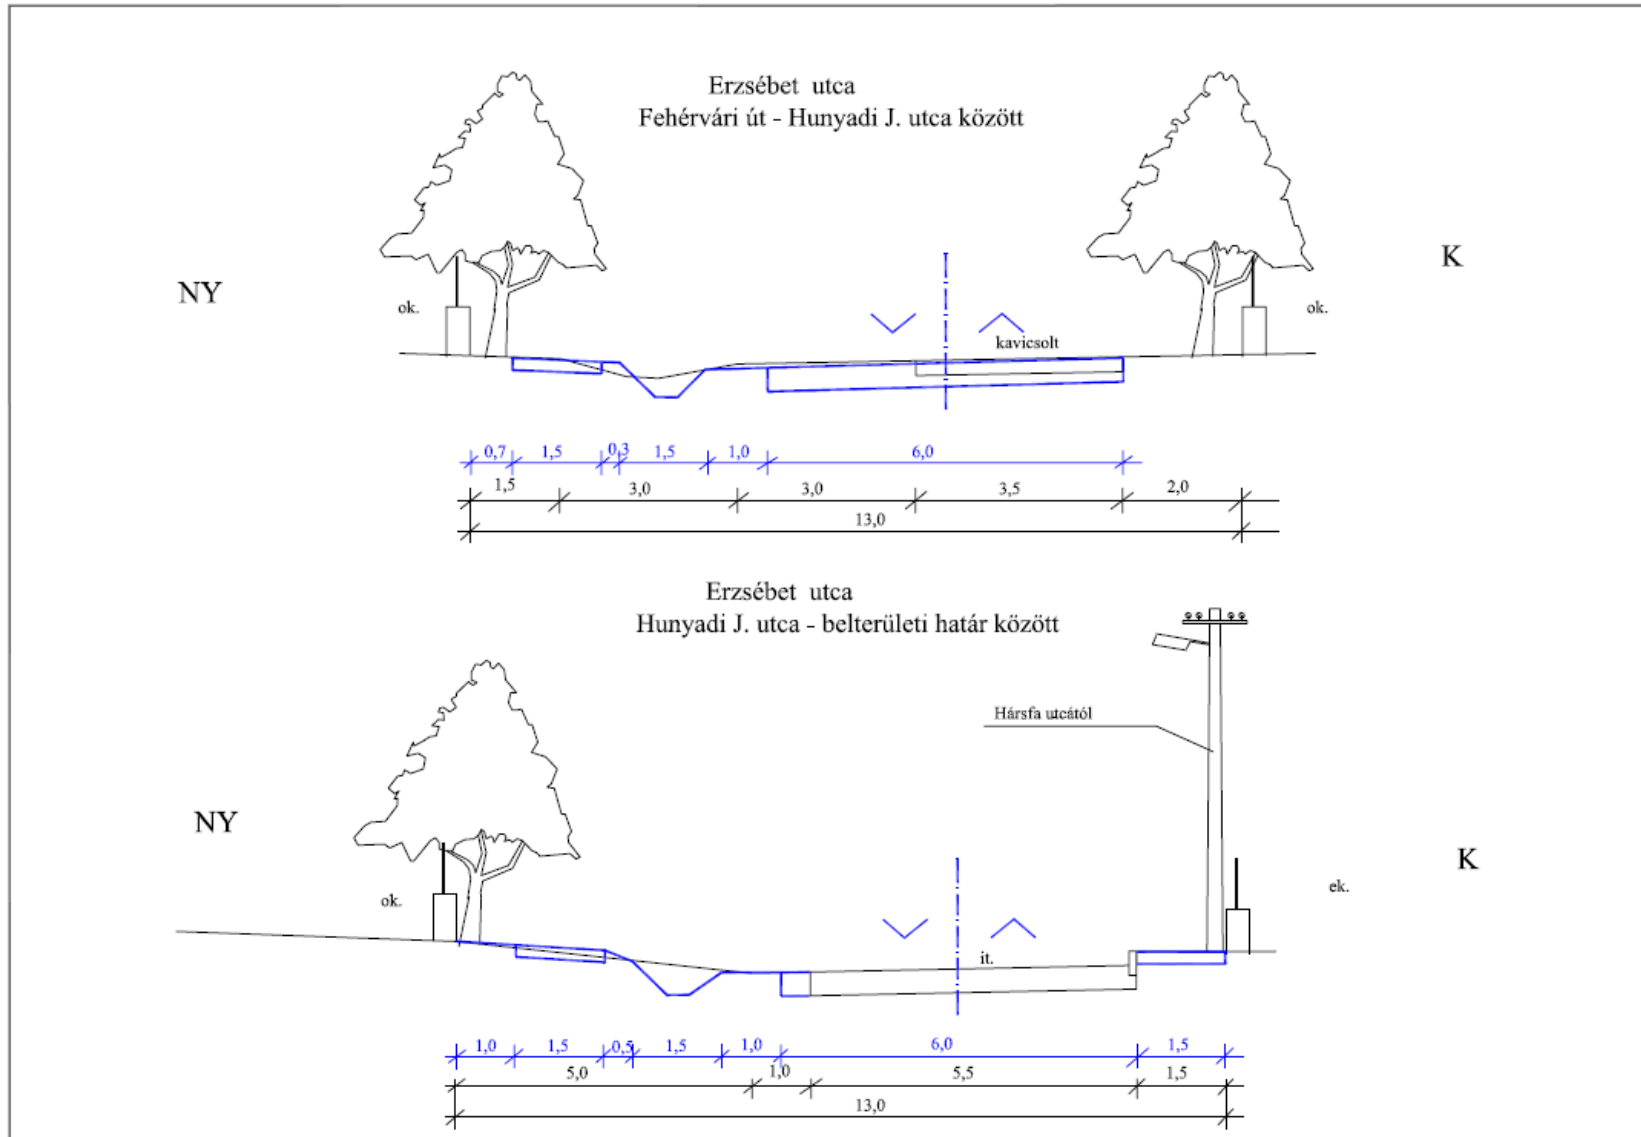 Erzsébet utca
Fehérvári út - Hunyadi J. utca között
NY
K
ok.
ok.
kavicsolt
0,7 1,5 0,3 1,5 1,0 6,0
1,5 3,0 3,0 3,5 2,0
13,0
Erzsébet utca
Hunyadi J. utca - belterületi határ között
Hársfa utcától
NY
K
ok.
ek.
it.
1,0 1,5 0,5 1,5 1,0 6,0 1,5
5,0 1,0 5,5 1,5
13,0